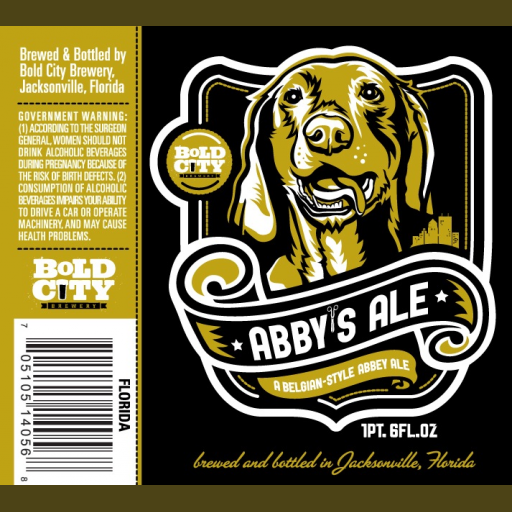 Brewed & Bottled by
Bold City Brewery,
Jacksonville, Florida
GOVERNMENT WARNING:
(1) ACCORDING TO THE SURGEON
GENERAL, WOMEN SHOULD NOT
DRINK ALCOHOLIC BEVERAGES
DURING PREGNANCY BECAUSE OF
THE RISK OF BIRTH DEFECTS. (2)
CONSUMPTION OF ALCOHOLIC
BEVERAGES IMPAIRS YOUR ABILITY
TO DRIVE A CAR OR OPERATE
MACHINERY, AND MAY CAUSE
HEALTH PROBLEMS.
BOLD
CITY
BREWERY
FLORIDA
7 05105 14056 8
BOLD
CITY
BREWERY
ABBY'S ALE
A BELGIAN-STYLE ABBEY ALE
1PT. 6FL.OZ
brewed and bottled in Jacksonville, Florida